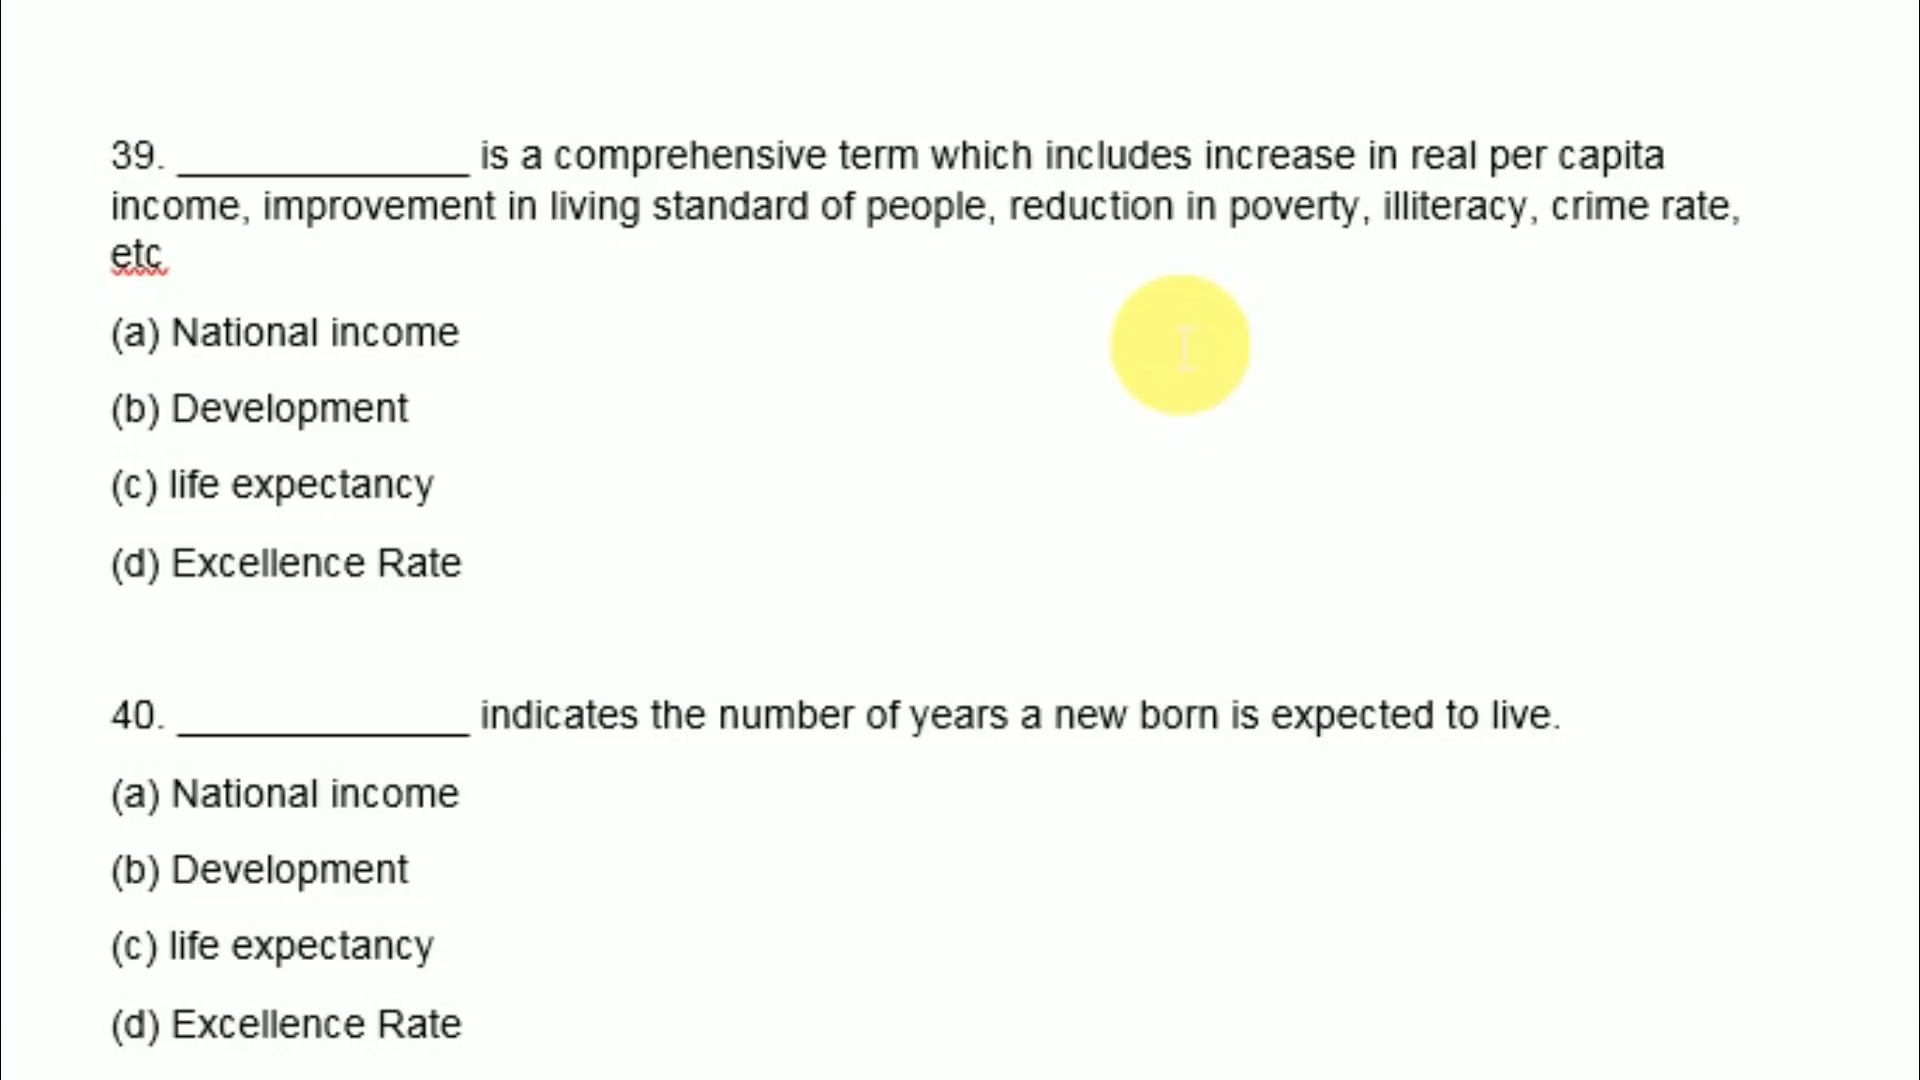 39. _____________ is a comprehensive term which includes increase in real per capita
income, improvement in living standard of people, reduction in poverty, illiteracy, crime rate,
etc
(a) National income
(b) Development
(c) life expectancy
(d) Excellence Rate
40. _____________ indicates the number of years a new born is expected to live.
(a) National income
(b) Development
(c) life expectancy
(d) Excellence Rate